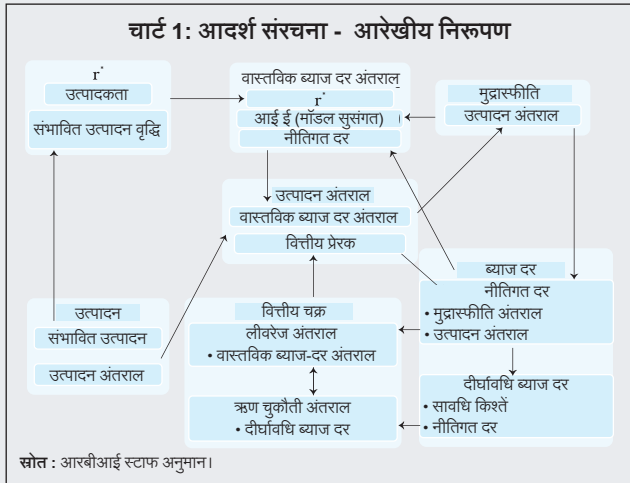 चार्ट 1: आदर्श संरचना - आरेखीय निरूपण
r*
उत्पादकता
संभावित उत्पादन वृद्धि
वास्तविक ब्याज दर अंतराल
r*
आई ई (मॉडल सुसंगत)
नीतिगत दर
मुद्रास्फीति
उत्पादन अंतराल
उत्पादन अंतराल
वास्तविक ब्याज दर अंतराल
वित्तीय प्रेरक
उत्पादन
संभावित उत्पादन
उत्पादन अंतराल
वित्तीय चक्र
लीवरेज अंतराल
• वास्तविक ब्याज-दर अंतराल
ऋण चुकौती अंतराल
• दीर्घावधि ब्याज दर
ब्याज दर
नीतिगत दर
• मुद्रास्फीति अंतराल
• उत्पादन अंतराल
दीर्घावधि ब्याज दर
• सावधि किश्तें
• नीतिगत दर
स्रोत : आरबीआई स्टाफ अनुमान।